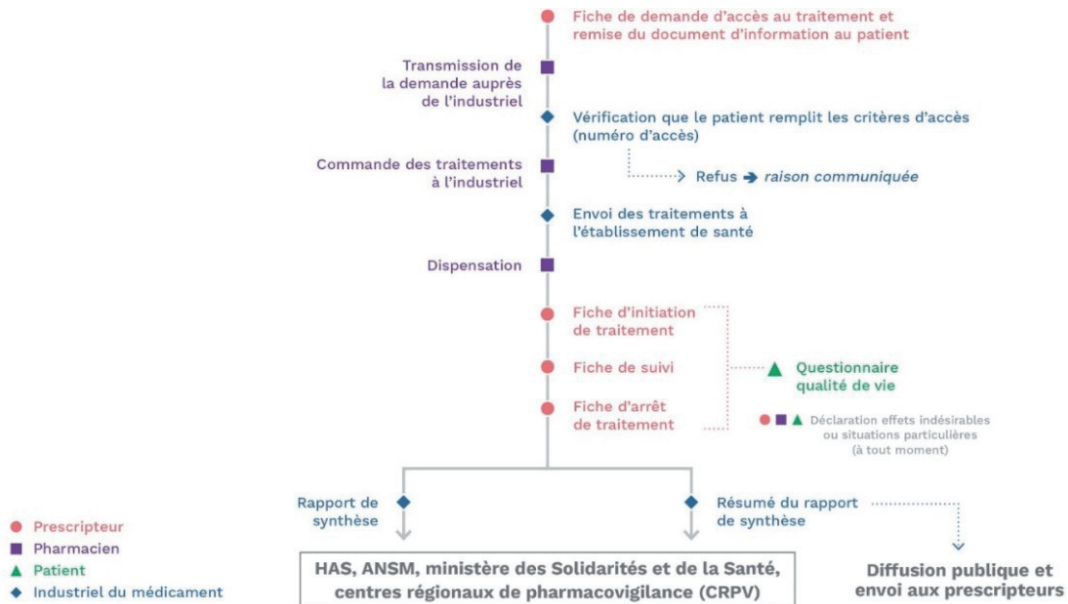 Fiche de demande d'accès au traitement et
remise du document d'information au patient
Transmission de
la demande auprès
de l'industriel
Vérification que le patient remplit les critères d'accès
(numéro d'accès)
Refus ➔ raison communiquée
Commande des traitements
à l'industriel
Envoi des traitements à
l'établissement de santé
Dispensation
Fiche d'initiation
de traitement
Fiche de suivi
Fiche d'arrêt
de traitement
Questionnaire
qualité de vie
Déclaration effets indésirables
ou situations particulières
(à tout moment)
Rapport de
synthèse
Résumé du rapport
de synthèse
HAS, ANSM, ministère des Solidarités et de la Santé,
centres régionaux de pharmacovigilance (CRPV)
Diffusion publique et
envoi aux prescripteurs
Prescripteur
Pharmacien
Patient
Industriel du médicament